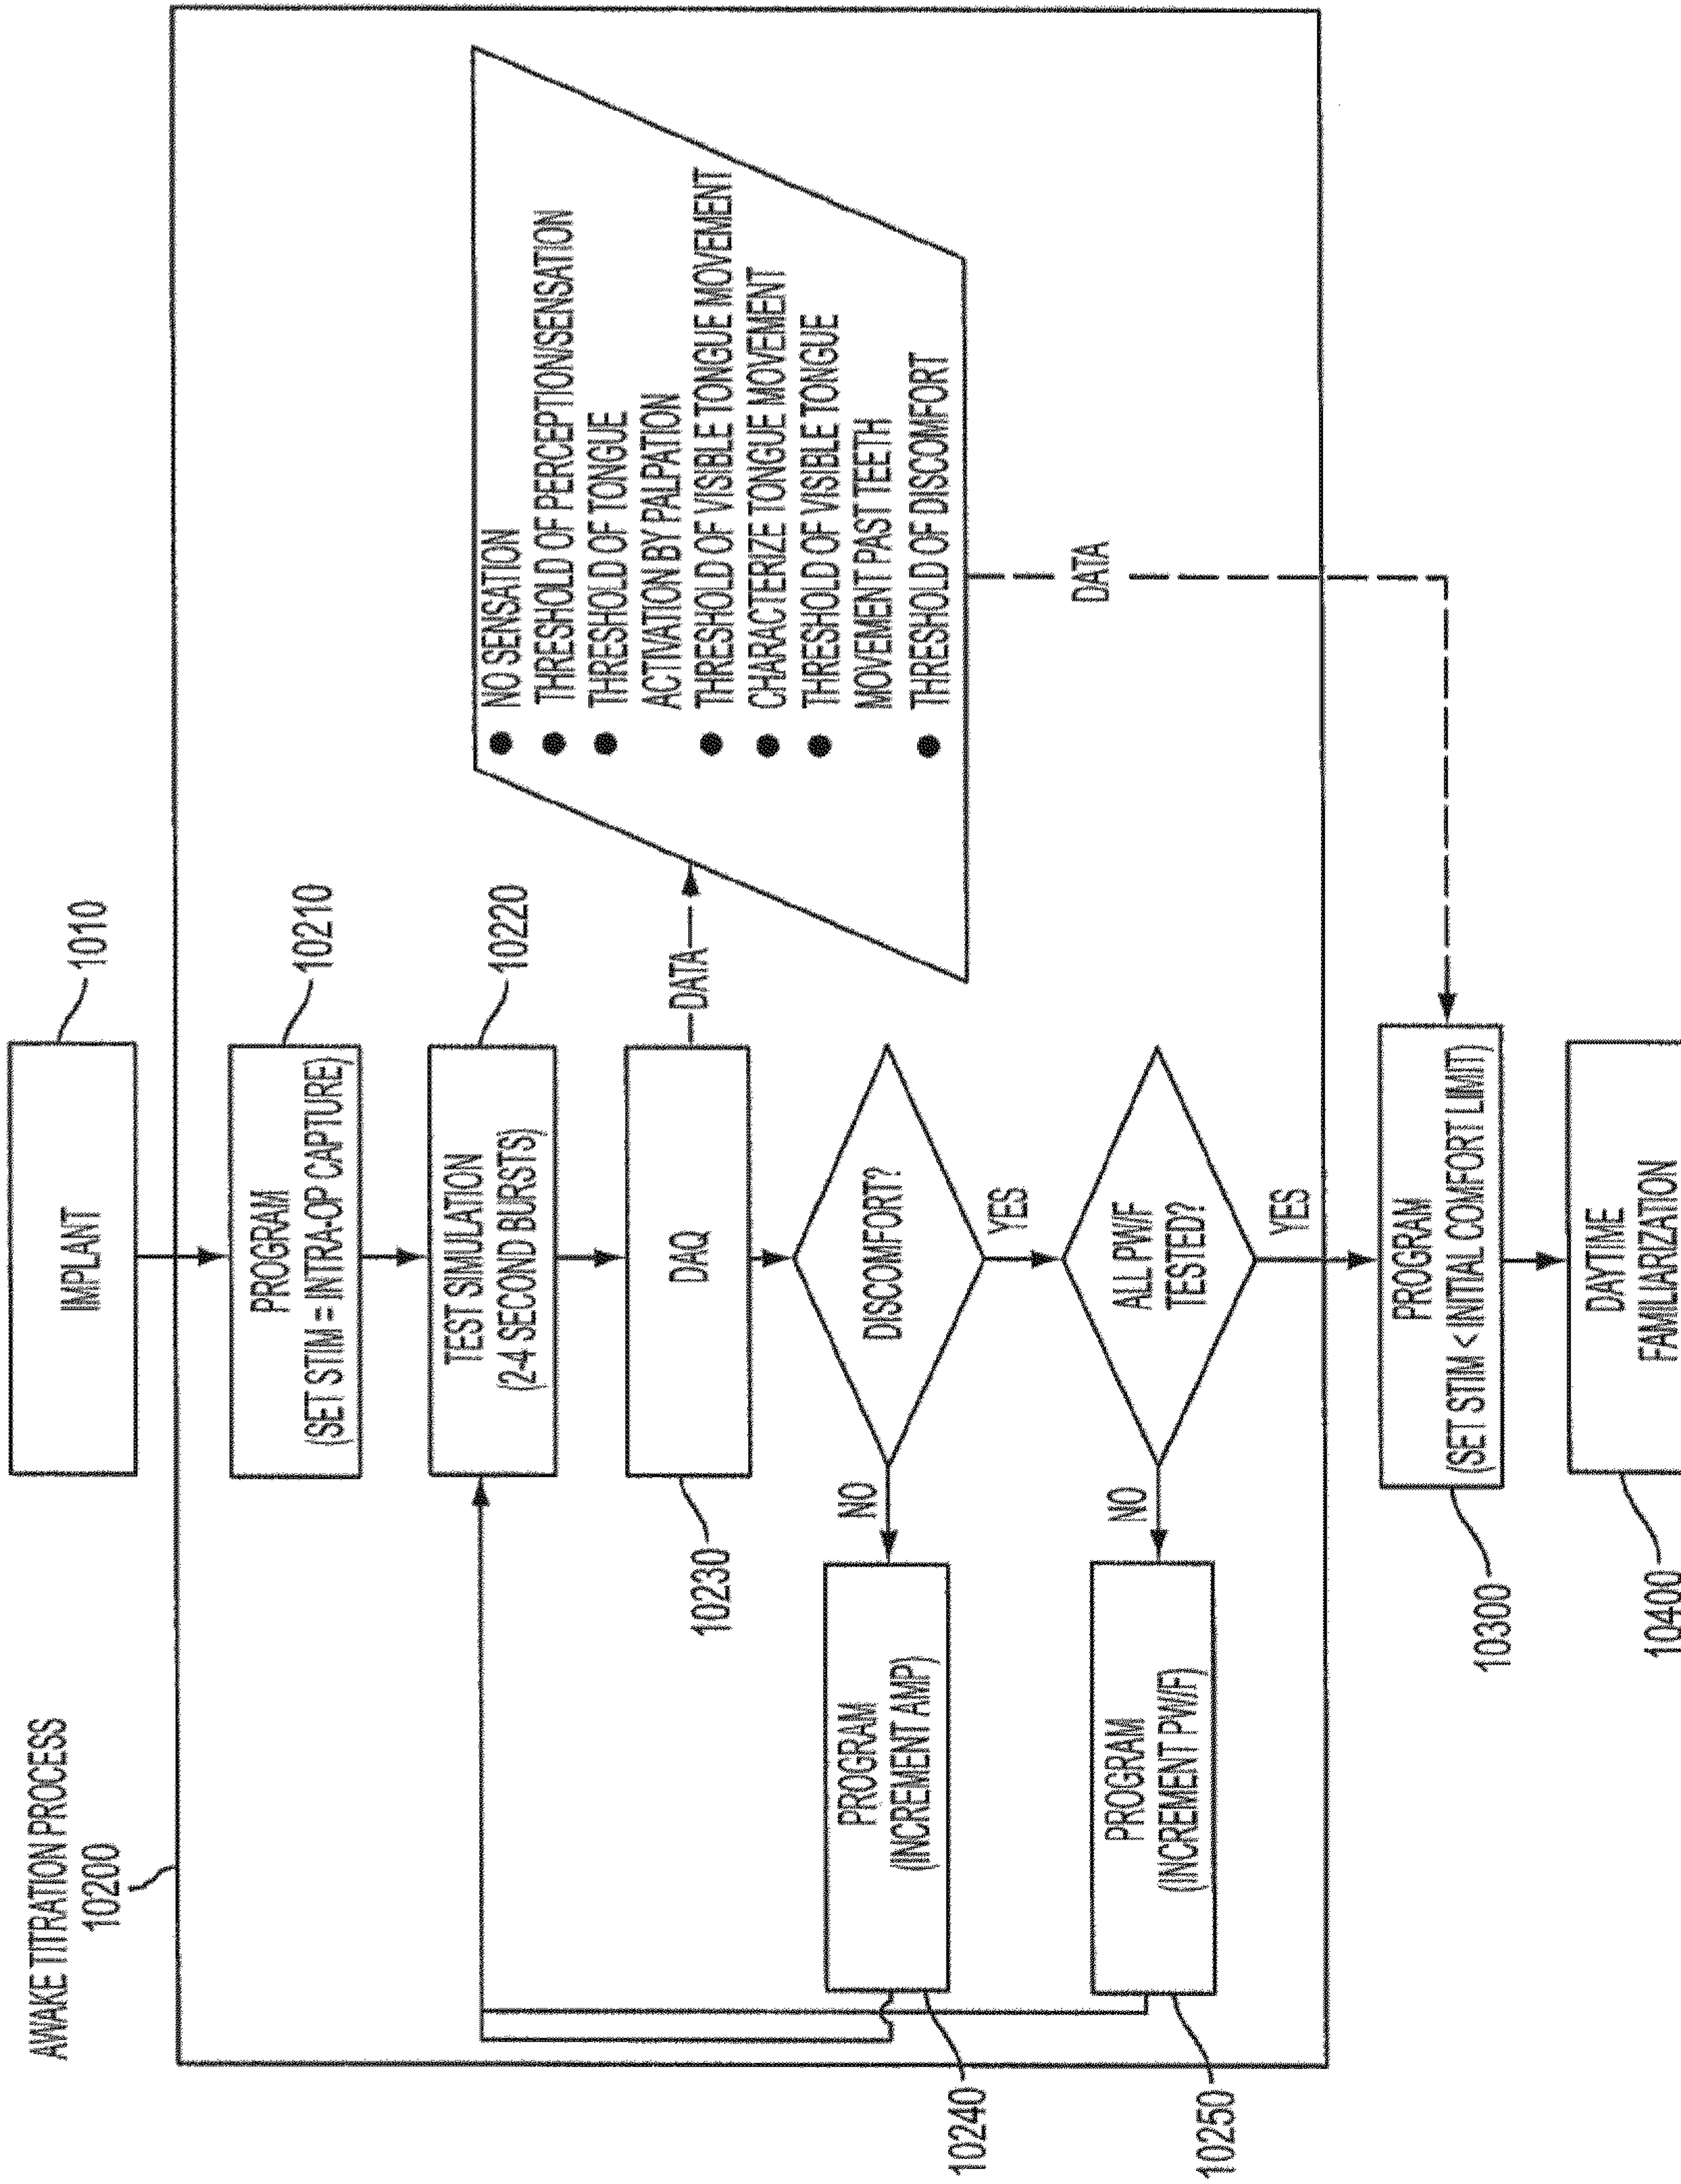 AWAKE TITRATION PROCESS
10200
IMPLANT
1010
PROGRAM
(SET STIM = INTRA-OP CAPTURE)
10210
TEST SIMULATION
(2-4 SECOND BURSTS)
10220
DAQ
10230
DATA
● NO SENSATION
● THRESHOLD OF PERCEPTION/SENSATION
● THRESHOLD OF TONGUE
ACTIVATION BY PALPATION
● THRESHOLD OF VISIBLE TONGUE MOVEMENT
● CHARACTERIZE TONGUE MOVEMENT
● THRESHOLD OF VISIBLE TONGUE
MOVEMENT PAST TEETH
● THRESHOLD OF DISCOMFORT
DATA
DISCOMFORT?
NO
YES
PROGRAM
(INCREMENT AMP)
10240
ALL PW/F
TESTED?
NO
YES
PROGRAM
(INCREMENT PW/F)
10250
PROGRAM
(SET STIM < INITIAL COMFORT LIMIT)
10300
DAYTIME
FAMILIARIZATION
10400